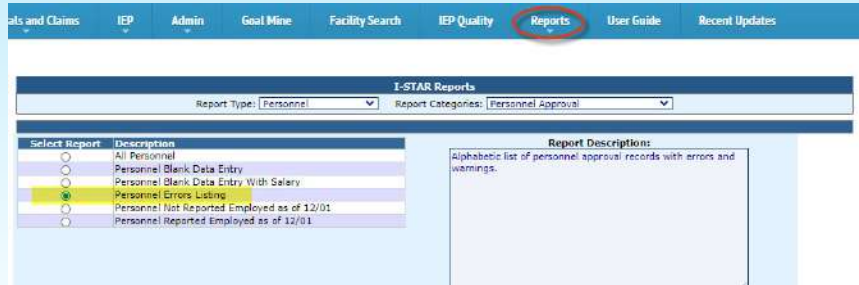 als and Claims IEP Admin Goal Mine Facility Search IEP Quality Reports User Guide Recent Updates
I-STAR Reports
Report Type: Personnel Report Categories: Personnel Approval
Select Report Description
All Personnel
Personnel Blank Data Entry
Personnel Blank Data Entry With Salary
Personnel Errors Listing
Personnel Not Reported Employed as of 12/01
Personnel Reported Employed as of 12/01
Report Description:
Alphabetic list of personnel approval records with errors and
warnings.